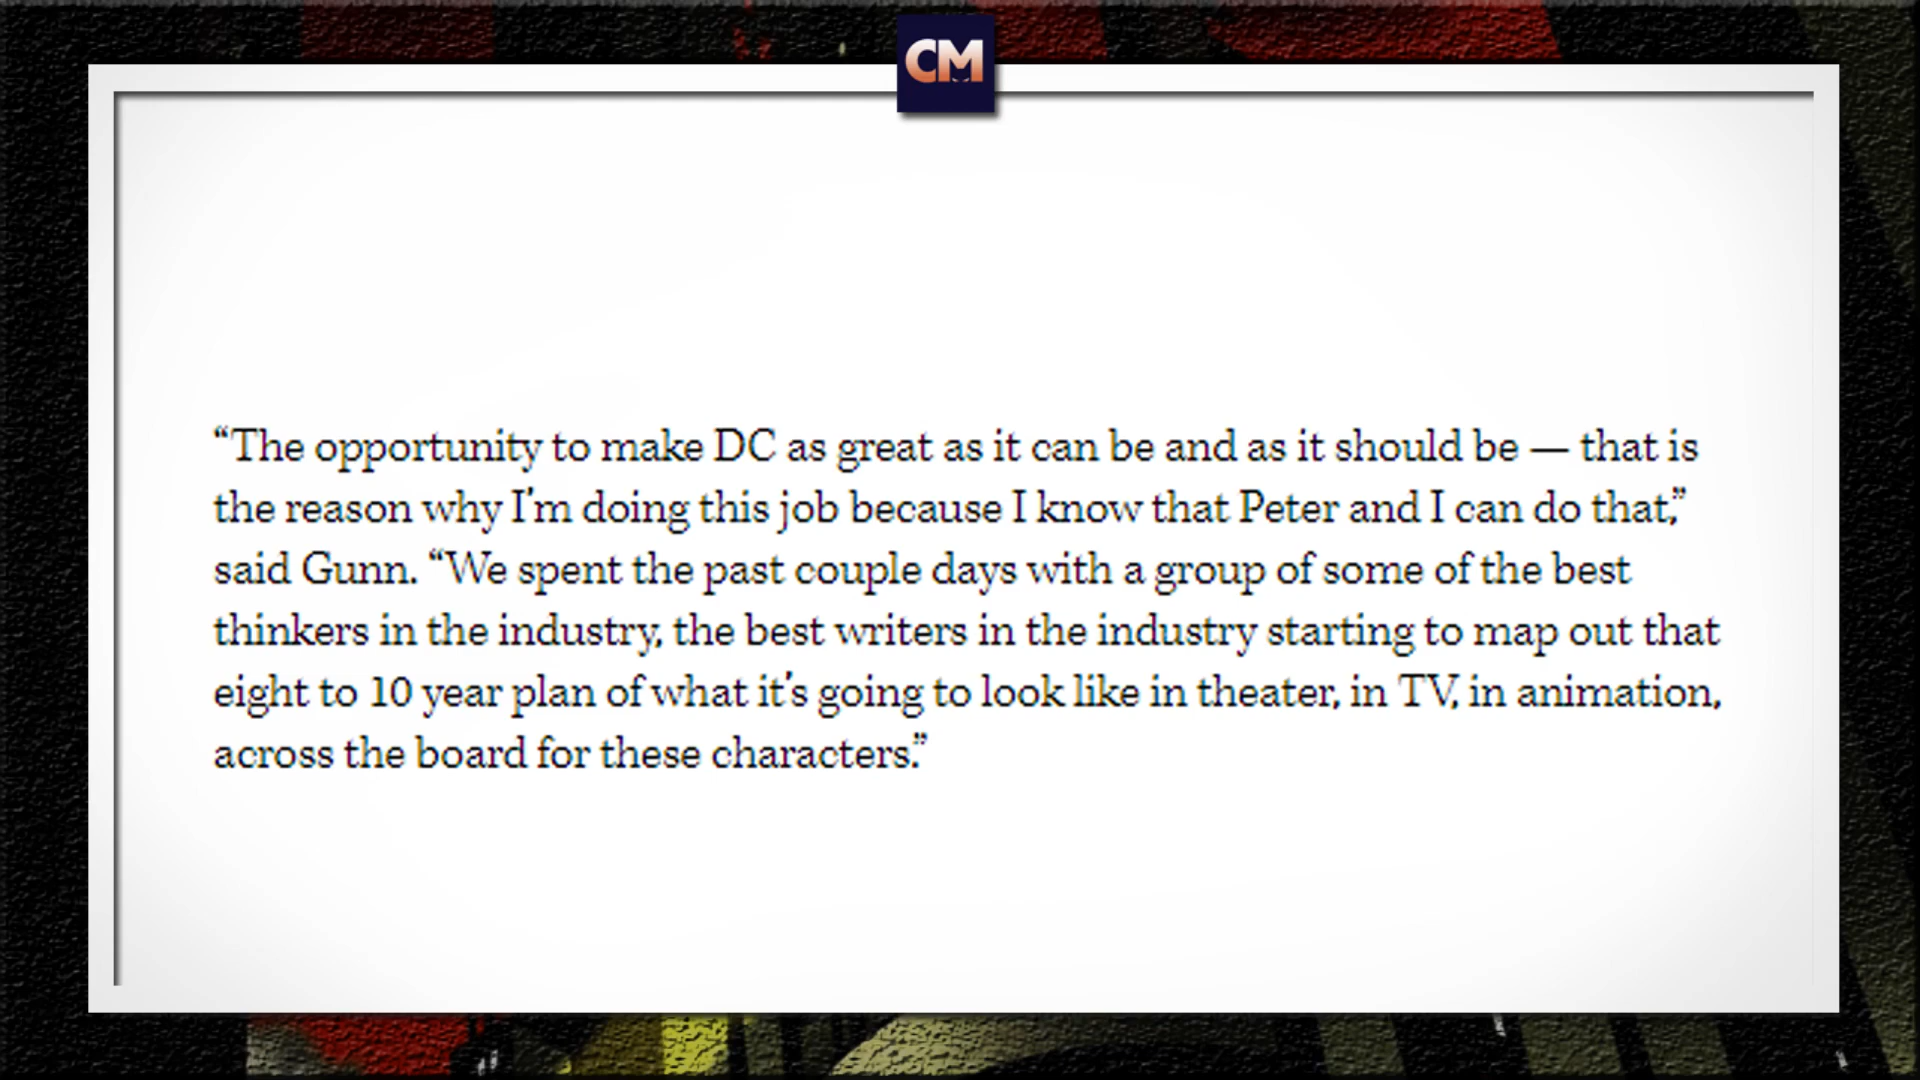 CM
“The opportunity to make DC as great as it can be and as it should be — that is
the reason why I’m doing this job because I know that Peter and I can do that,”
said Gunn. “We spent the past couple days with a group of some of the best
thinkers in the industry, the best writers in the industry starting to map out that
eight to 10 year plan of what it’s going to look like in theater, in TV, in animation,
across the board for these characters.”